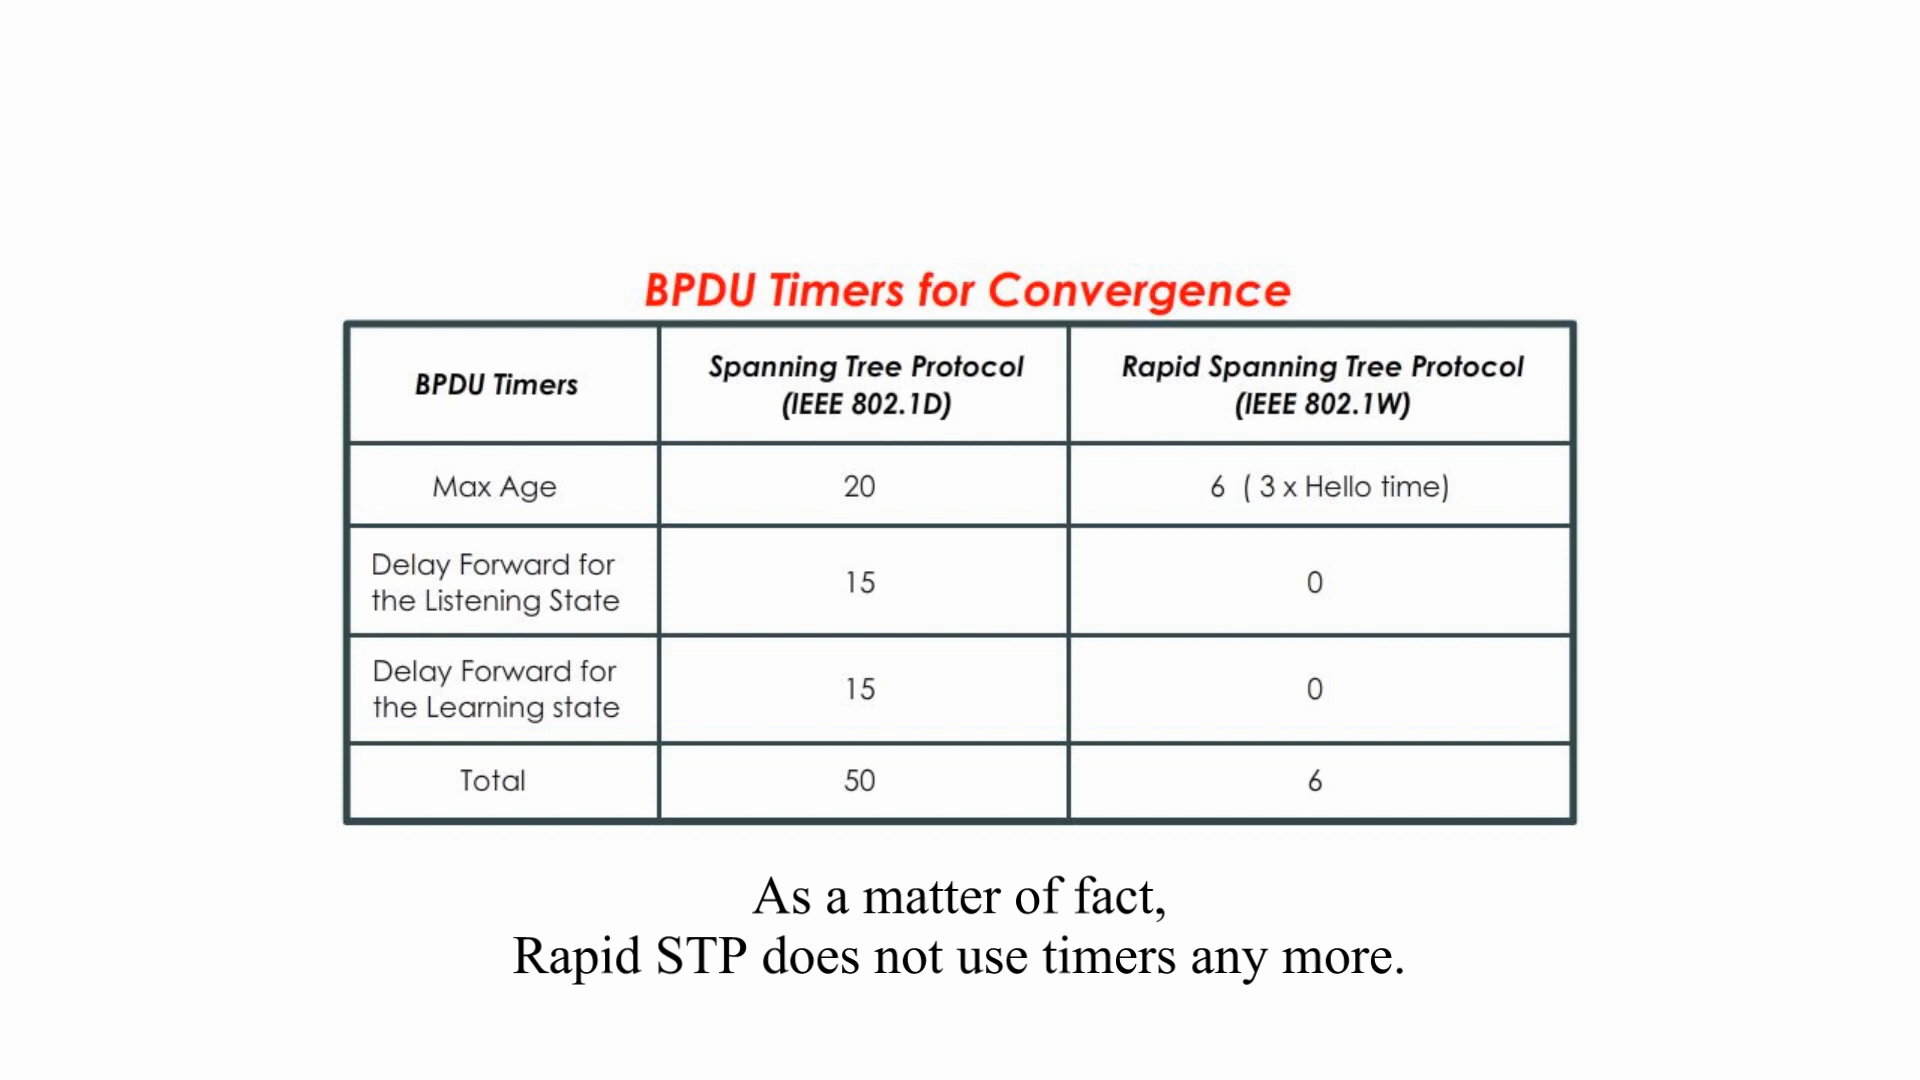 BPDU Timers for Convergence
BPDU Timers
Spanning Tree Protocol
(IEEE 802.1D)
Rapid Spanning Tree Protocol
(IEEE 802.1W)
Max Age
20
6 ( 3 x Hello time)
Delay Forward for
the Listening State
15
0
Delay Forward for
the Learning state
15
0
Total
50
6
As a matter of fact,
Rapid STP does not use timers any more.